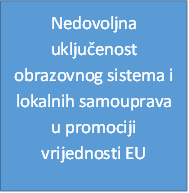 Nedovoljna
uključenost
obrazovnog sistema i
lokalnih samouprava
u promociji
vrijednosti EU